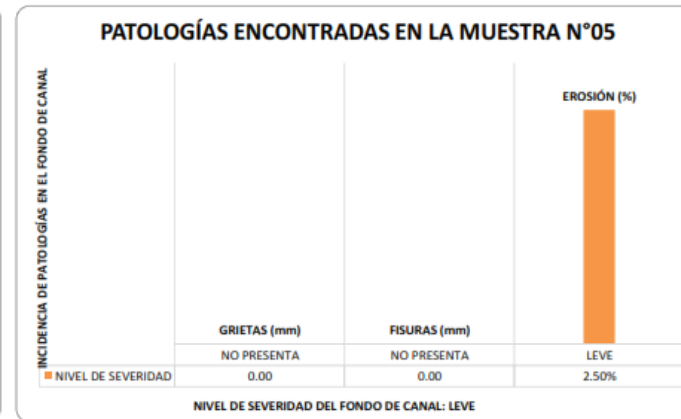 PATOLOGÍAS ENCONTRADAS EN LA MUESTRA N°05
INCIDENCIA DE PATOLOGÍAS EN EL FONDO DE CANAL
EROSIÓN (%)
GRIETAS (mm) FISURAS (mm)
NO PRESENTA NO PRESENTA LEVE
NIVEL DE SEVERIDAD 0.00 0.00 2.50%
NIVEL DE SEVERIDAD DEL FONDO DE CANAL: LEVE